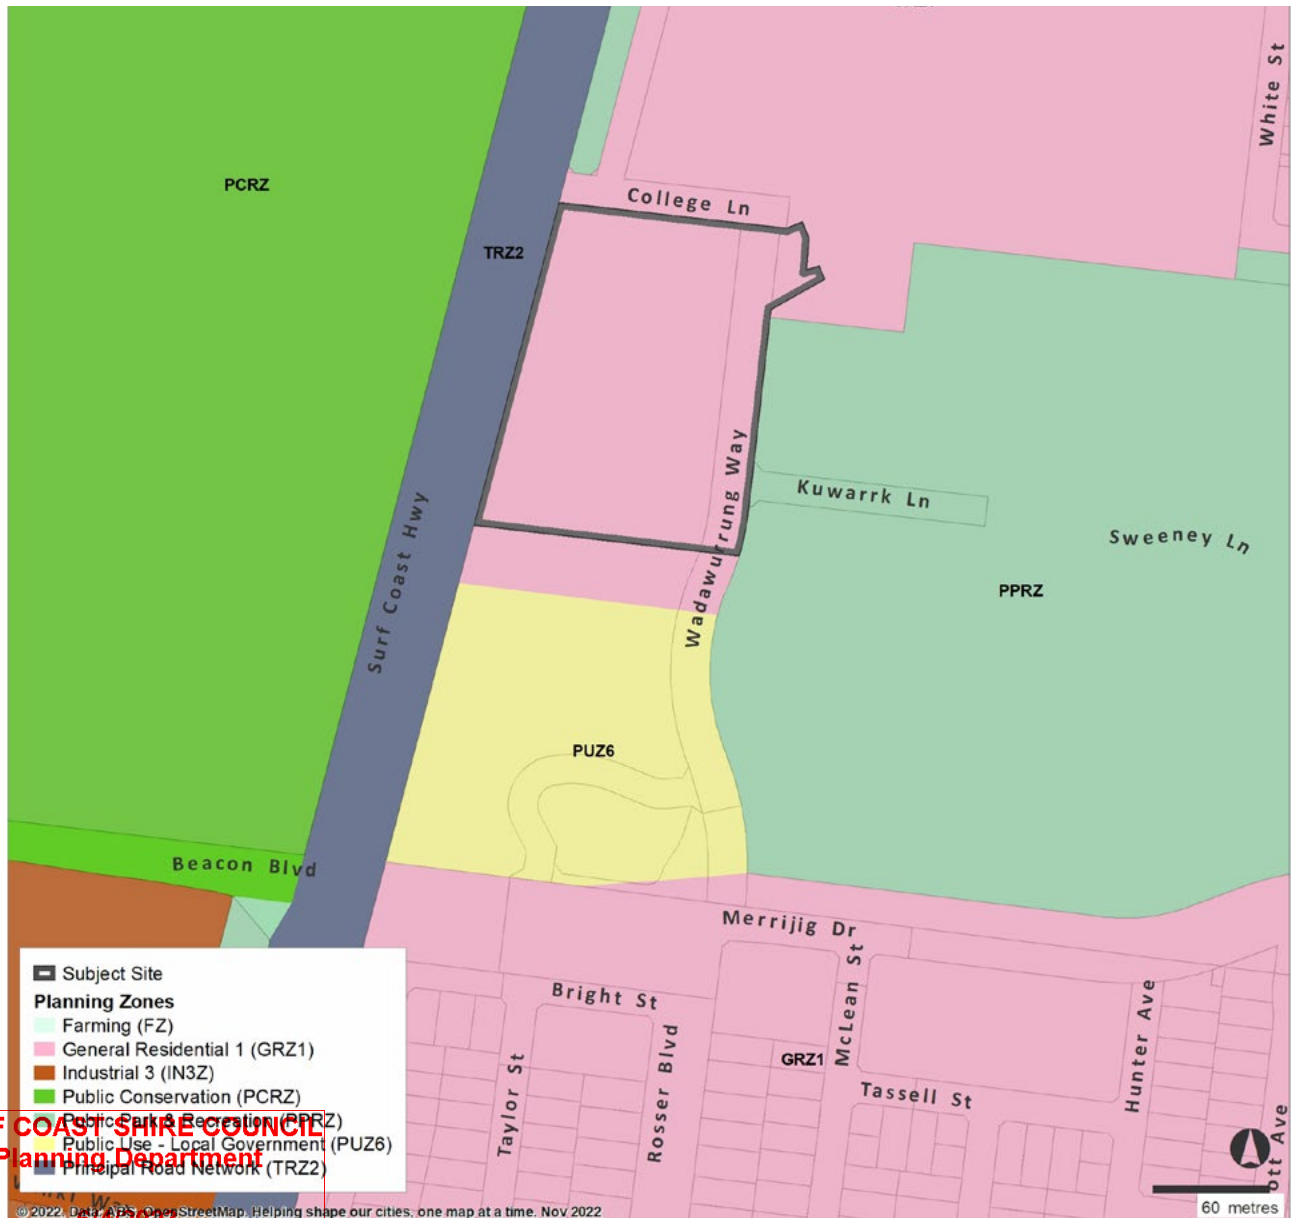 White St
PCRZ
College Ln
TRZ2
Surf Coast Hwy
Wadawurrung Way
Kuwarrk Ln
Sweeney Ln
PPRZ
PUZ6
Beacon Blvd
Merrijig Dr
Bright St
McLean St
GRZ1
Hunter Ave
Taylor St
Rosser Blvd
Tassell St
ott Ave
Subject Site
Planning Zones
Farming (FZ)
General Residential 1 (GRZ1)
Industrial 3 (IN3Z)
Public Conservation (PCRZ)
Public Park & Recreation (PPRZ)
F COAST SHIRE COUNCIL
Public Use - Local Government (PUZ6)
Planning Department
Principal Road Network (TRZ2)
60 metres
© 2022. Data: ABS, OpenStreetMap. Helping shape our cities, one map at a time. Nov 2022